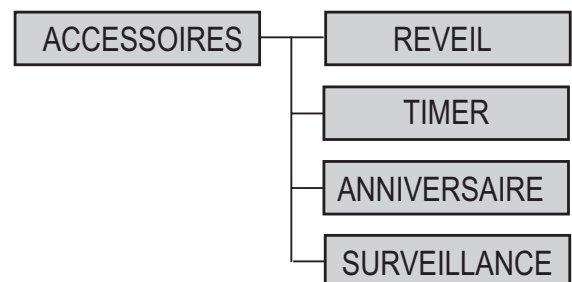 ACCESSOIRES
REVEIL
TIMER
ANNIVERSAIRE
SURVEILLANCE